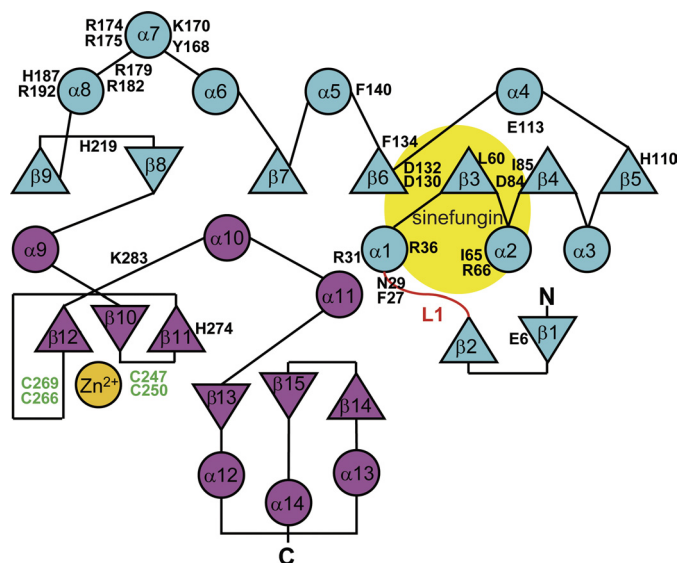 R174
R175
α7
K170
Y168
R179
R182
H187
R192
α8
α6
α5
F140
α4
E113
H219
β9
β8
β7
F134
β6
D132
D130
L60
β3
I85
D84
β4
β5
H110
sinefungin
α9
K283
α10
α11
R31
α1
R36
I65
R66
α2
α3
N29
F27
L1
N
β2
E6
β1
β12
β10
β11
H274
C269
C266
Zn2+
C247
C250
β13
β15
β14
α12
α14
α13
C